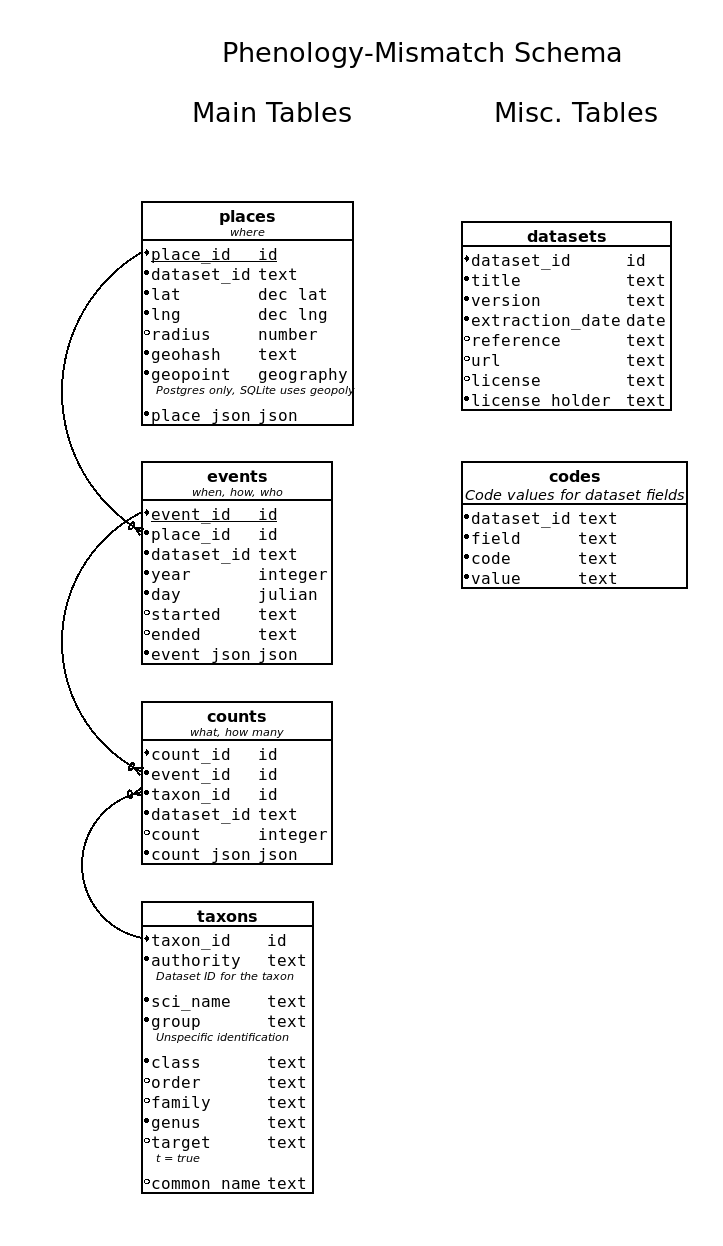 Phenology-Mismatch Schema
Main Tables
Misc. Tables
places
where
place_id id
dataset_id text
lat dec lat
lng dec lng
radius number
geohash text
geopoint geography
Postgres only, SQLite uses geopoly
place_json json
events
when, how, who
event_id id
place_id id
dataset_id text
year integer
day julian
started text
ended text
event_json json
counts
what, how many
count_id id
event_id id
taxon_id id
dataset_id text
count integer
count_json json
taxons
taxon_id id
authority text
Dataset ID for the taxon
sci_name text
group text
Unspecific identification
class text
order text
family text
genus text
target text
t = true
common_name text
datasets
dataset_id id
title text
version text
extraction_date date
reference text
url text
license text
license_holder text
codes
Code values for dataset fields
dataset_id text
field text
code text
value text